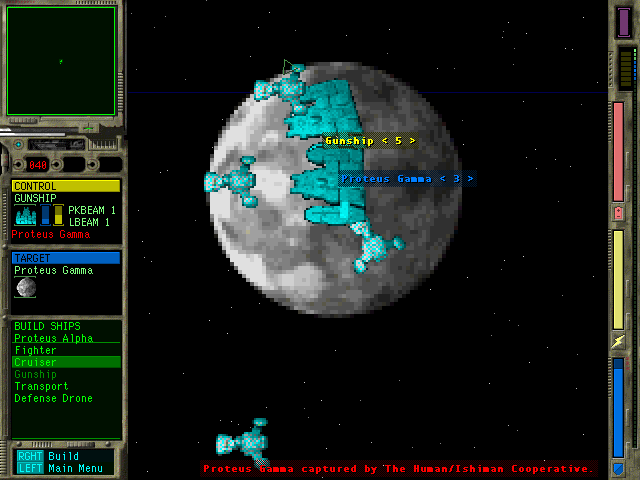 040
CONTROL
GUNSHIP
PKBEAM 1
LBEAM 1
Proteus Gamma
TARGET
Proteus Gamma
BUILD SHIPS
Proteus Alpha
Fighter
Cruiser
Gunship
Transport
Defense Drone
RGHT Build
LEFT Main Menu
Gunship < 5 >
Proteus Gamma < 3 >
Proteus Gamma captured by The Human/Ishiman Cooperative.